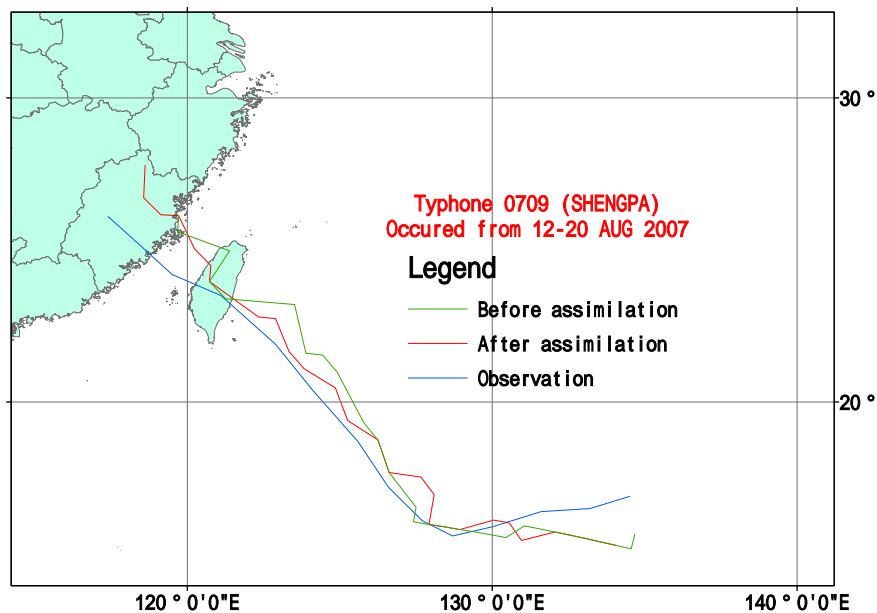 30 °
Typhone 0709 (SHENGPA)
Occured from 12-20 AUG 2007
Legend
Before assimilation
After assimilation
Observation
20 °
120 ° 0'0"E
130 ° 0'0"E
140 ° 0'0"E